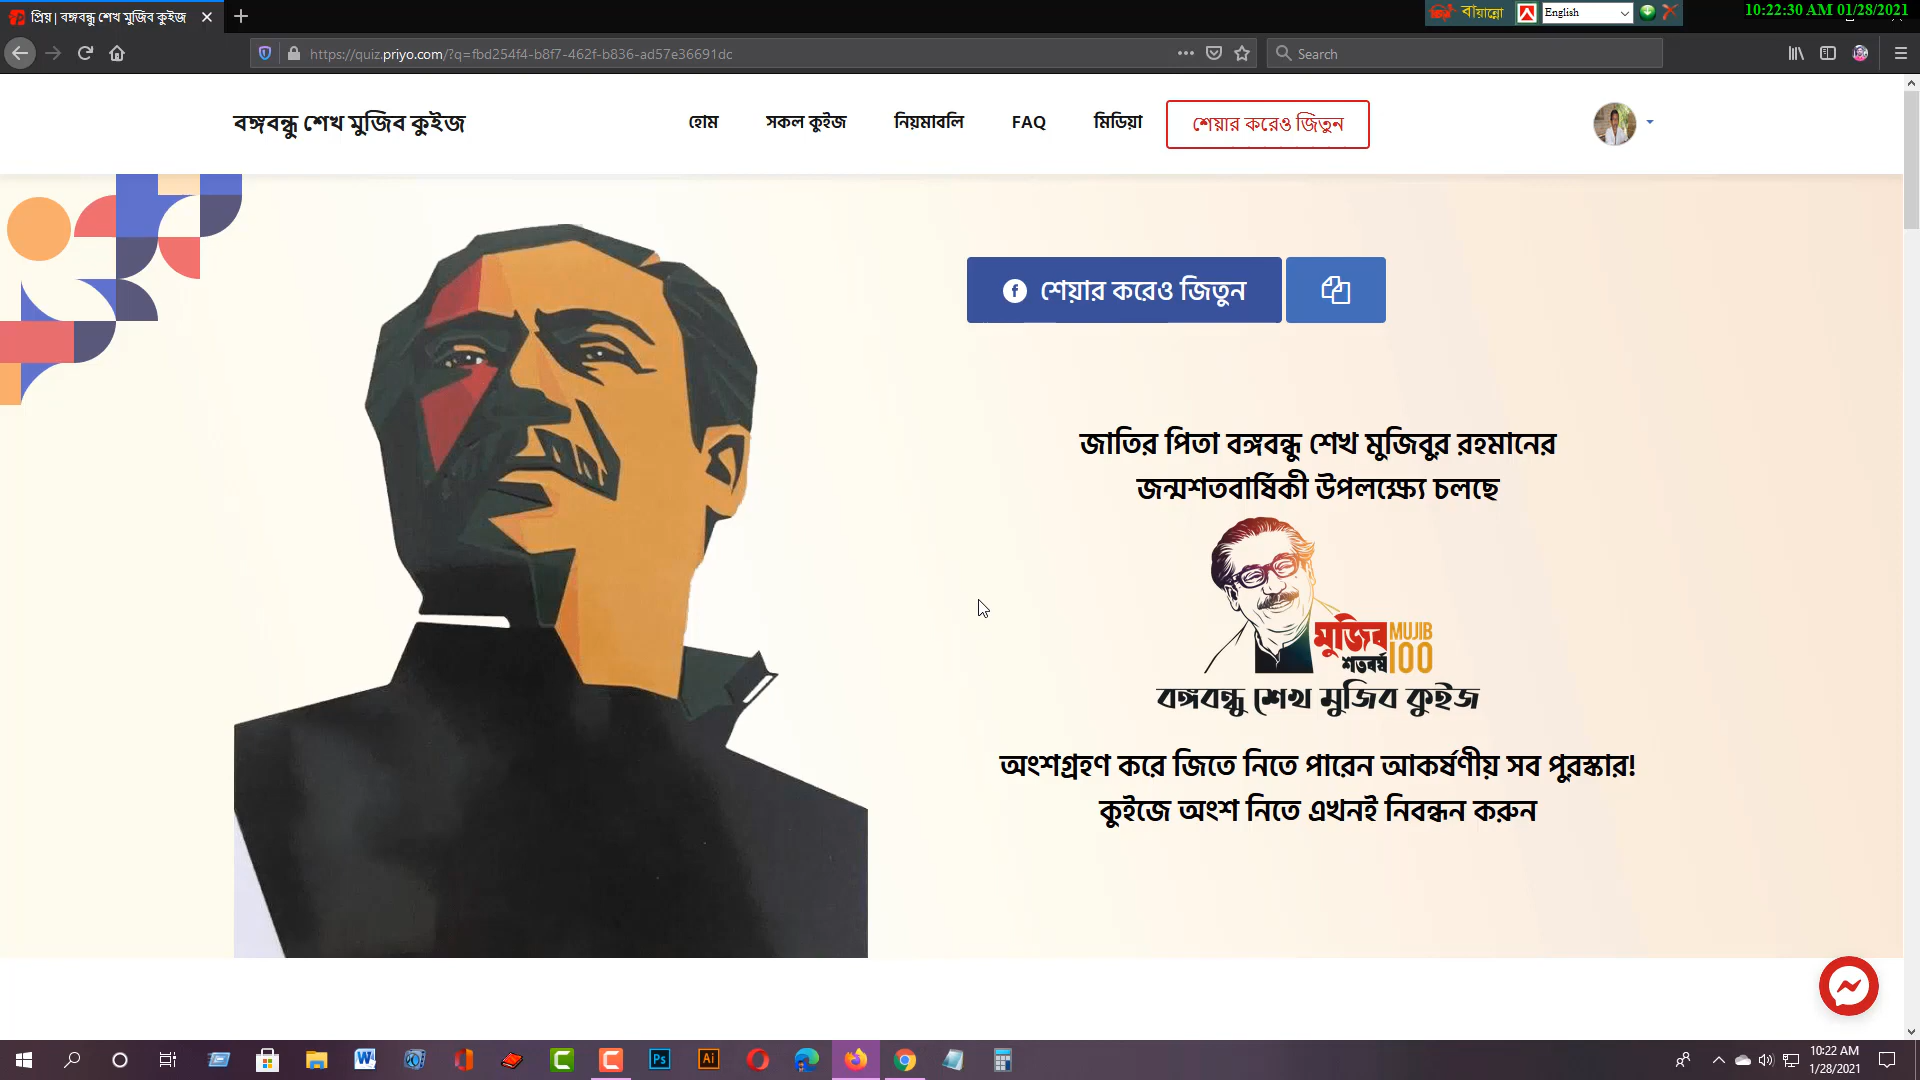 প্রিয় | বঙ্গবন্ধু শেখ মুজিব কুইজ
বায়ান্নো
English
10:22:30 AM 01/28/2021
https://quiz.priyo.com/?q=fbd254f4-b8f7-462f-b836-ad57e36691dc
Search
বঙ্গবন্ধু শেখ মুজিব কুইজ
হোম
সকল কুইজ
নিয়মাবলি
FAQ
মিডিয়া
শেয়ার করেও জিতুন
শেয়ার করেও জিতুন
জাতির পিতা বঙ্গবন্ধু শেখ মুজিবুর রহমানের
জন্মশতবার্ষিকী উপলক্ষ্যে চলছে
মুজিব MUJIB
শতবর্ষ 100
বঙ্গবন্ধু শেখ মুজিব কুইজ
অংশগ্রহণ করে জিতে নিতে পারেন আকর্ষণীয় সব পুরস্কার!
কুইজে অংশ নিতে এখনই নিবন্ধন করুন
Ps
Ai
10:22 AM
1/28/2021